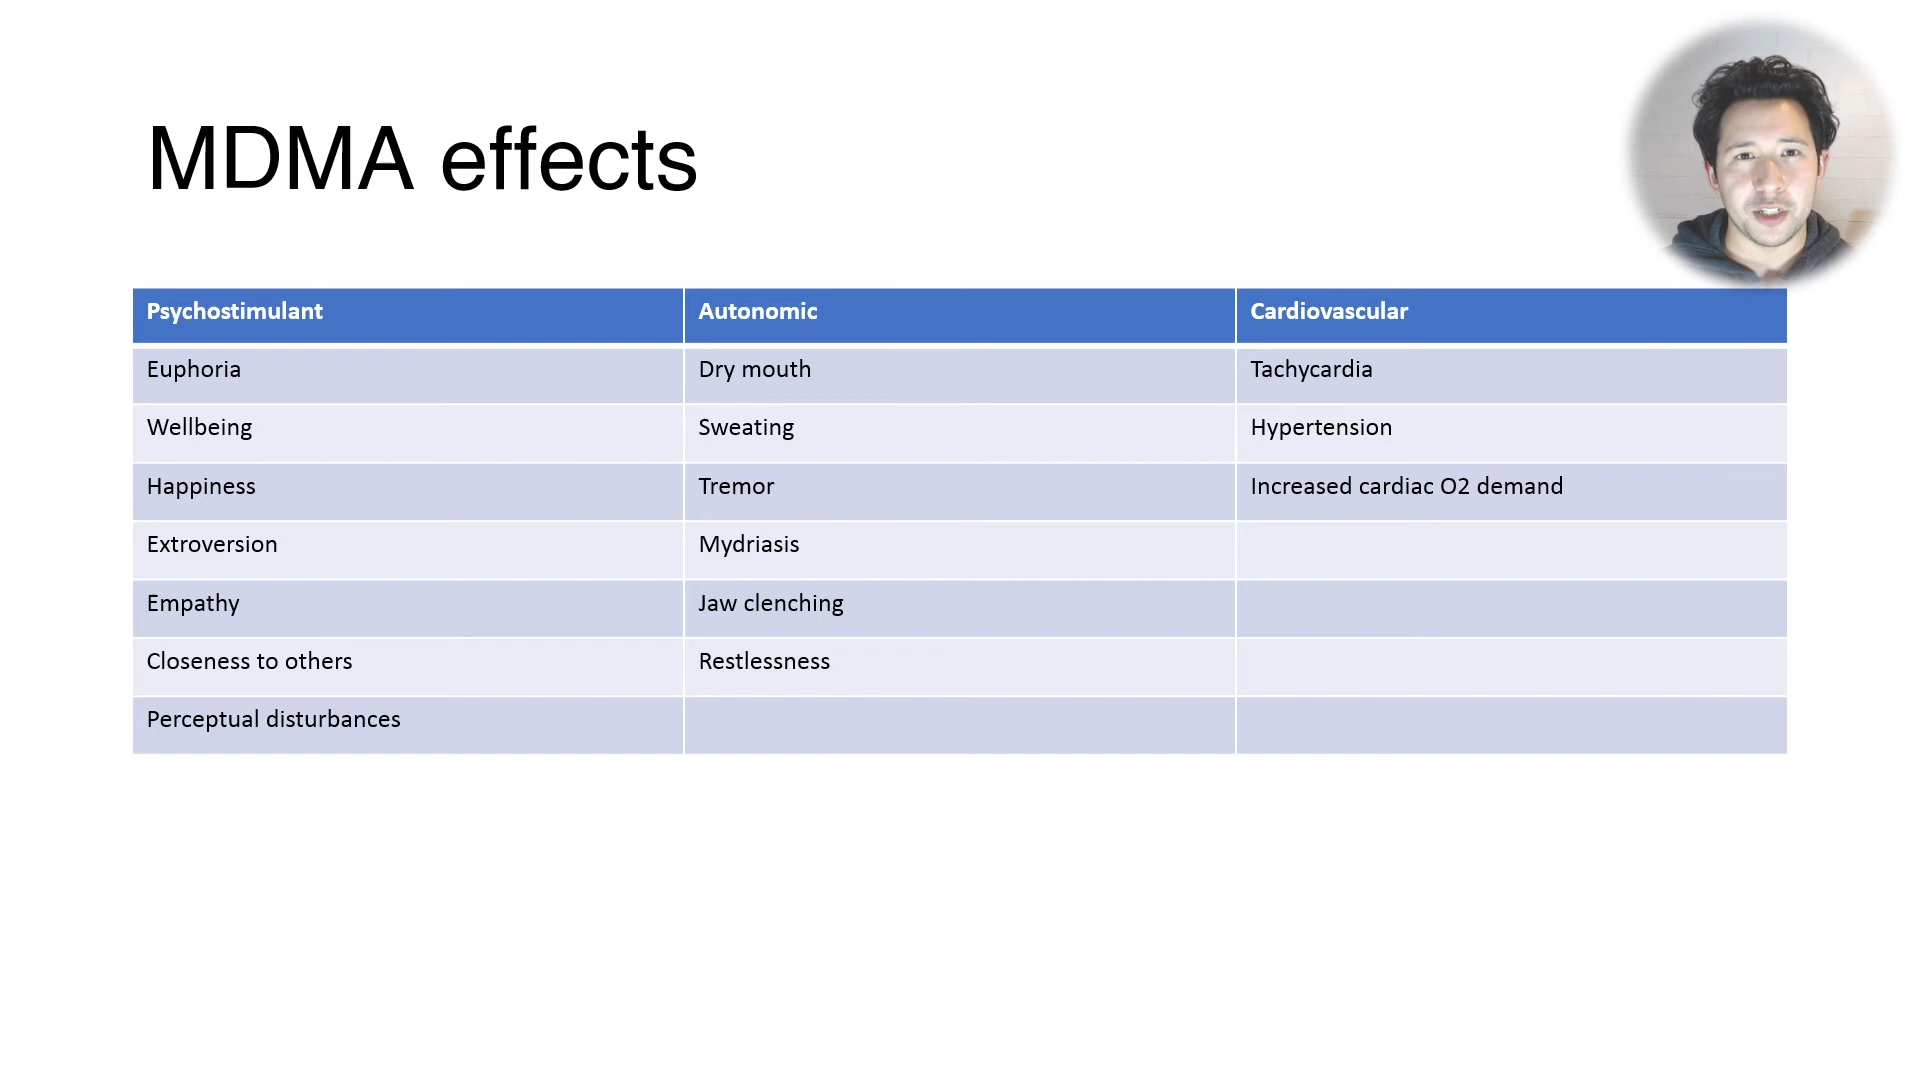 MDMA effects
Psychostimulant Autonomic Cardiovascular
Euphoria Dry mouth Tachycardia
Wellbeing Sweating Hypertension
Happiness Tremor Increased cardiac O2 demand
Extroversion Mydriasis
Empathy Jaw clenching
Closeness to others Restlessness
Perceptual disturbances